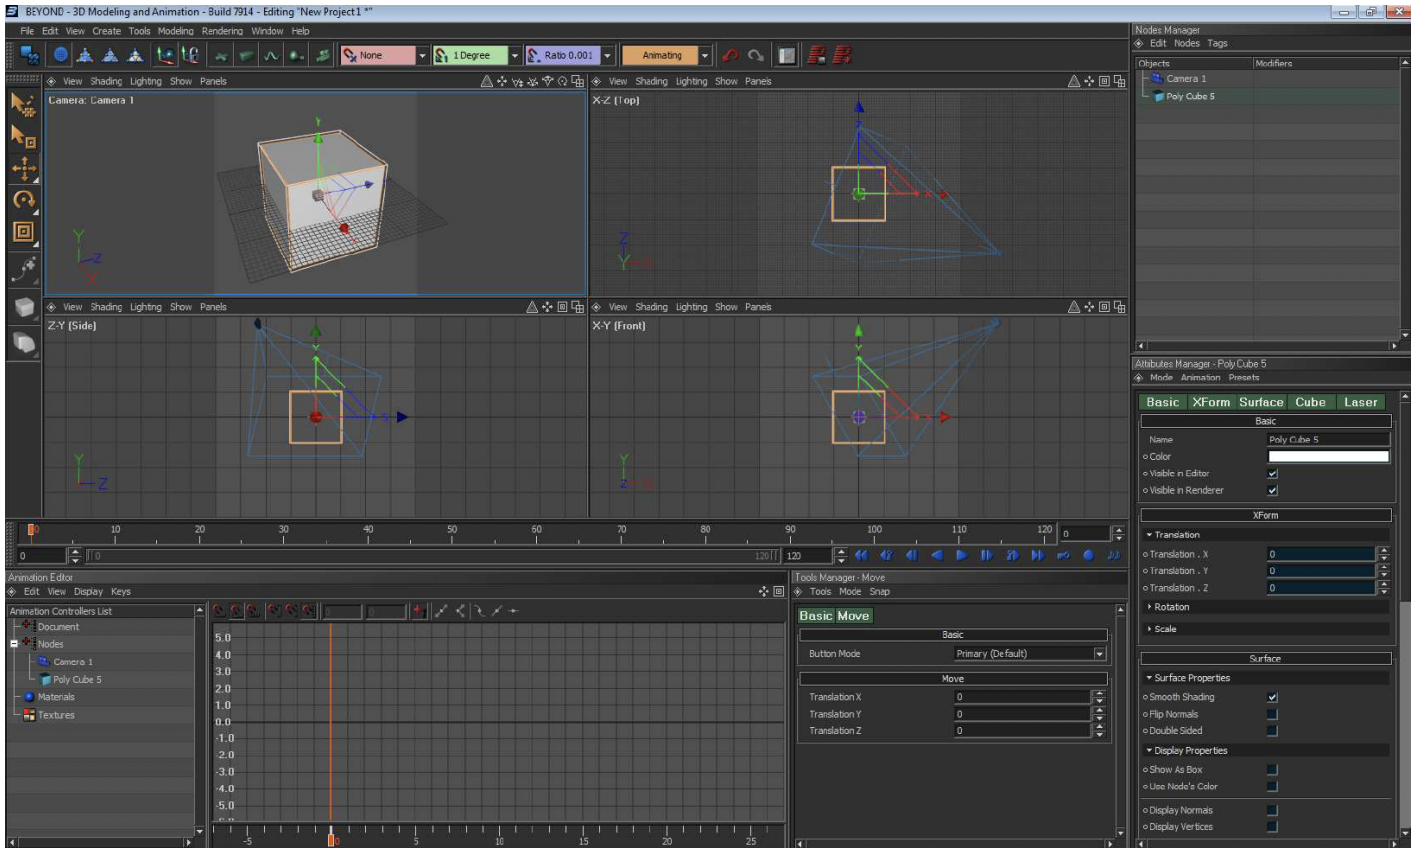 BEYOND - 3D Modeling and Animation - Build 7914 - Editing "New Project1 *"
File Edit View Create Tools Modeling Rendering Window Help
None 1 Degree Ratio 0.001 Animating
View Shading Lighting Show Panels
Camera: Camera 1
Y
Y
Z
X
View Shading Lighting Show Panels
X-Z (Top)
Z
X
Z
Y
View Shading Lighting Show Panels
Z-Y (Side)
Y
Y
Z
View Shading Lighting Show Panels
X-Y (Front)
Y
X
Y
Z
0 10 20 30 40 50 60 70 80 90 100 110 120 0
0 0 120 120
Animation Editor
Edit View Display Keys
Animation Controllers List
Document
Nodes
Camera 1
Poly Cube 5
Materials
Textures
5.0
4.0
3.0
2.0
1.0
0.0
-1.0
-2.0
-3.0
-4.0
-5.0
-5 0 5 10 15 20 25
Tools Manager - Move
Tools Mode Snap
Basic Move
Basic
Button Mode Primary (Default)
Move
Translation X 0
Translation Y 0
Translation Z 0
Nodes Manager
Edit Nodes Tags
Objects Modifiers
Camera 1
Poly Cube 5
Attributes Manager - Poly Cube 5
Mode Animation Presets
Basic XForm Surface Cube Laser
Basic
Name Poly Cube 5
Color
Visible in Editor
Visible in Renderer
XForm
Translation
Translation . X 0
Translation . Y 0
Translation . Z 0
Rotation
Scale
Surface
Surface Properties
Smooth Shading
Flip Normals
Double Sided
Display Properties
Show As Box
Use Node's Color
Display Normals
Display Vertices